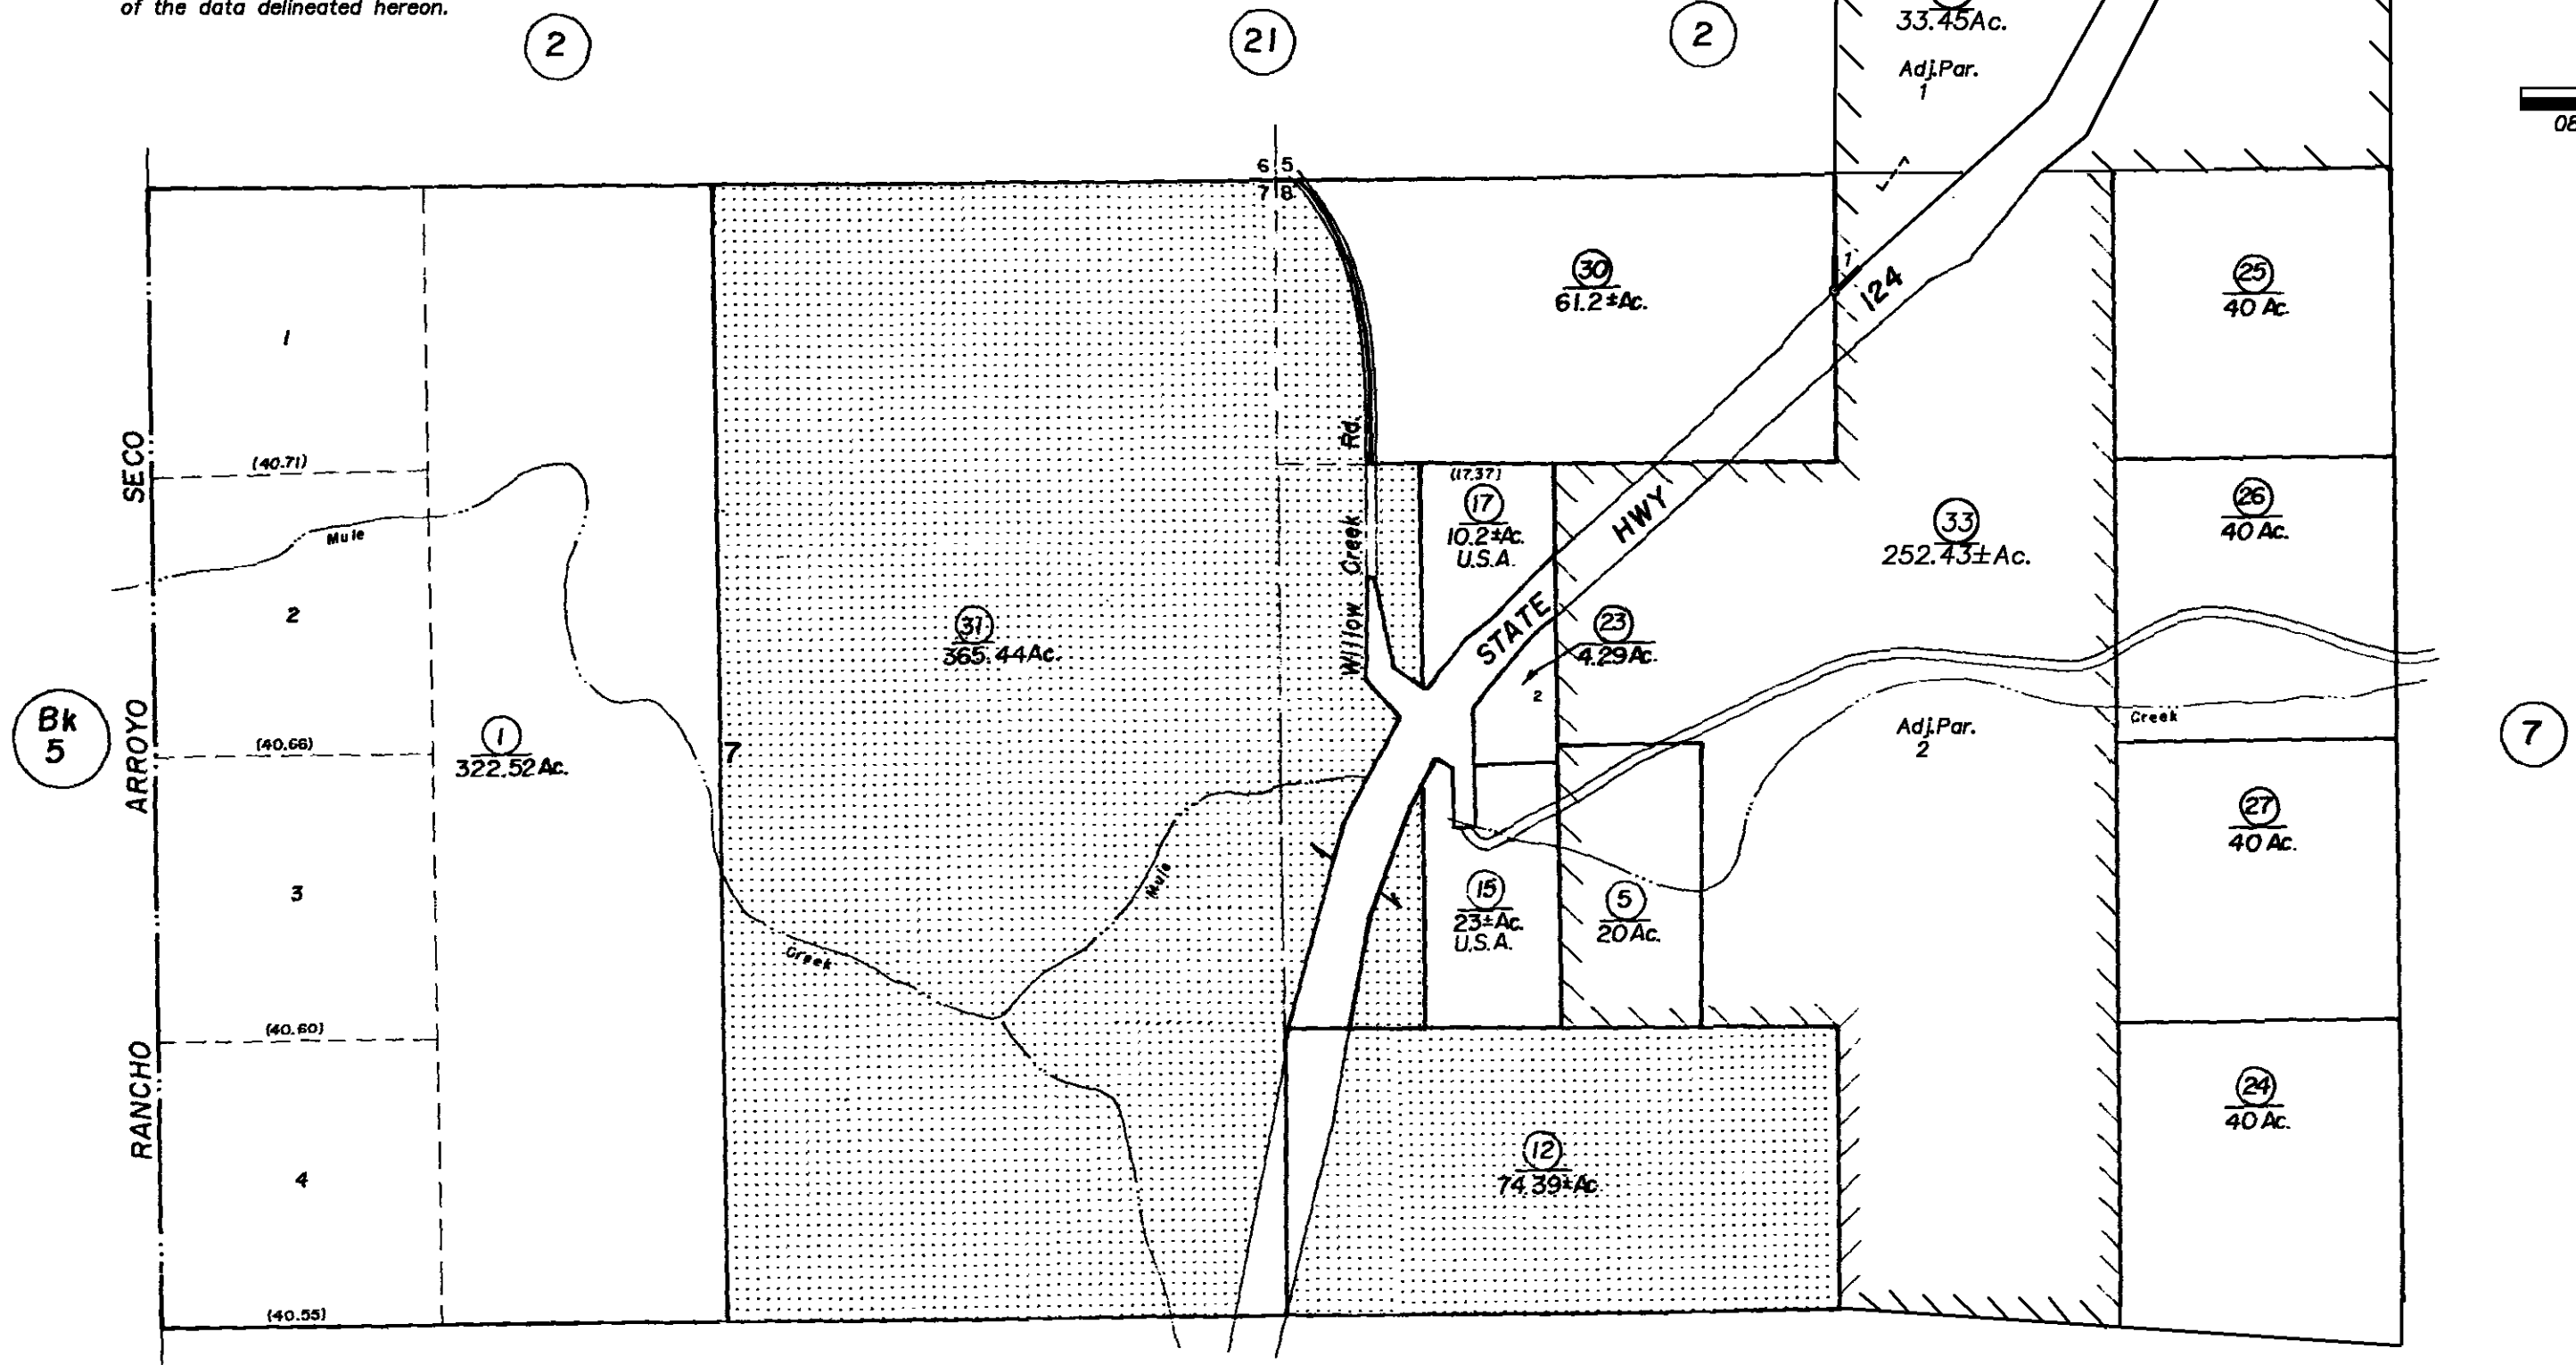 of the data delineated hereon.
2
21
2
33.45Ac.
Adj.Par.
1
6 5
7 8
1
(40.71)
SECO
Mule
2
ARROYO
(40.66)
1
322.52Ac.
7
3
(40.60)
RANCHO
4
(40.55)
Bk
5
37
365.44Ac.
Mule
Creek
Willow Creek Rd.
30
61.2±Ac.
1
124
HWY
STATE
(17.37)
17
10.2±Ac.
U.S.A.
23
4.29Ac.
2
33
252.43±Ac.
Adj.Par.
2
Creek
15
23±Ac.
U.S.A.
5
20Ac.
12
74.39±Ac.
25
40 Ac.
26
40 Ac.
27
40 Ac.
24
40 Ac.
7